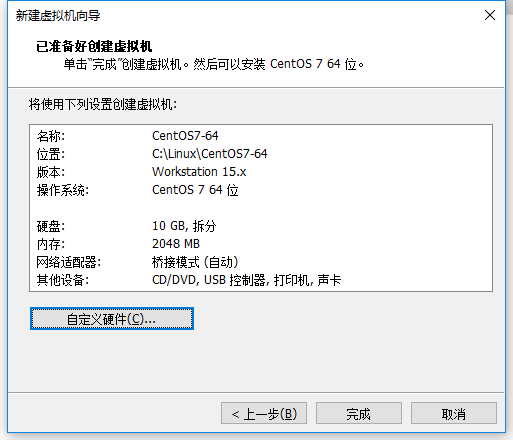 新建虚拟机向导
已准备好创建虚拟机
单击“完成”创建虚拟机。然后可以安装 CentOS 7 64 位。
将使用下列设置创建虚拟机:
名称: CentOS7-64
位置: C:\Linux\CentOS7-64
版本: Workstation 15.x
操作系统: CentOS 7 64 位
硬盘: 10 GB, 拆分
内存: 2048 MB
网络适配器: 桥接模式 (自动)
其他设备: CD/DVD, USB 控制器, 打印机, 声卡
自定义硬件(C)...
< 上一步(B) 完成 取消